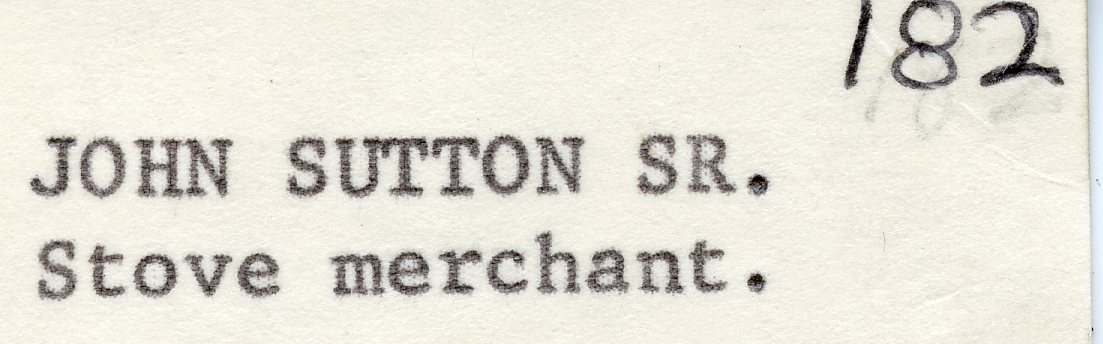 182
JOHN SUTTON SR.
Stove merchant.